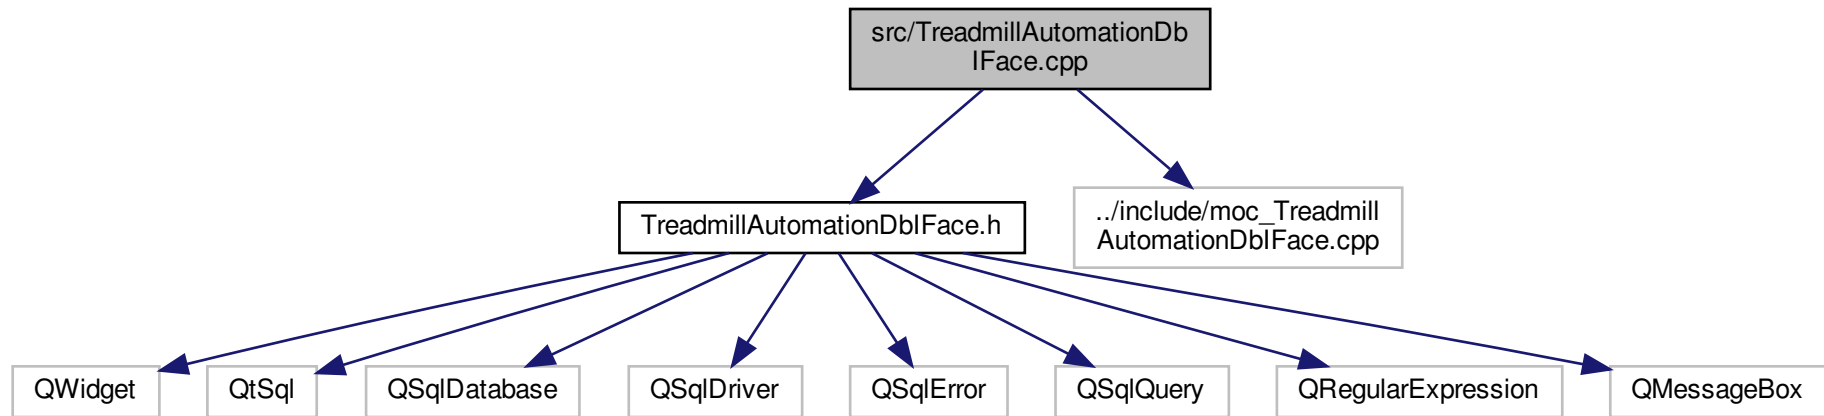 src/TreadmillAutomationDb
IFace.cpp
TreadmillAutomationDbIFace.h
../include/moc_Treadmill
AutomationDbIFace.cpp
QWidget
QtSql
QSqlDatabase
QSqlDriver
QSqlError
QSqlQuery
QRegularExpression
QMessageBox